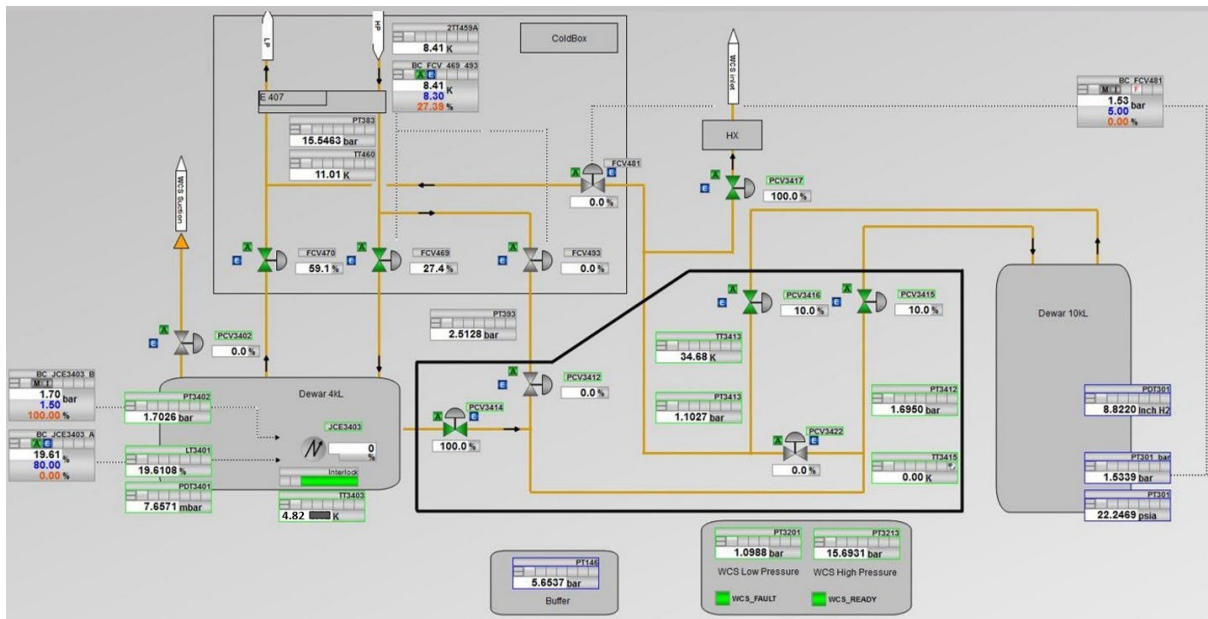 LP
HP
2TT459A
8.41 K
ColdBox
BC_FCV_469_493
A E
8.41 K
8.30
27.39 %
E 407
PT383
15.5463 bar
TT460
11.01 K
WCS Suction
WCS inlet
HX
BC_FCV481
M I F
1.53 bar
5.00
0.00 %
A FCV481
E
0.0 %
A PCV3417
E 100.0 %
A FCV470
E 59.1 %
A FCV469
E 27.4 %
A FCV493
E 0.0 %
A PCV3402
E 0.0 %
PT393
2.5128 bar
A PCV3416
E 10.0 %
A PCV3415
E 10.0 %
Dewar 10kL
TT3413
34.68 K
PT3413
1.1027 bar
PT3412
1.6950 bar
PCV3422
A E
0.0 %
TT3415
0.00 K
A PCV3412
E 0.0 %
PCV3414
A E
100.0 %
BC_JCE3403_B
M I
1.70 bar
1.50
100.00 %
BC_JCE3403_A
A E
19.61 %
80.00
0.00 %
Dewar 4kL
PT3402
1.7026 bar
LT3401
19.6108 %
PDT3401
7.6571 mbar
JCE3403
0 %
Interlock
TT3403
4.82 K
PDT301
8.8220 Inch H2
PT301_bar
1.5339 bar
PT301
22.2469 psia
PT146
5.6537 bar
Buffer
PT3201
1.0988 bar
WCS Low Pressure
WCS_FAULT
PT3213
15.6931 bar
WCS High Pressure
WCS_READY